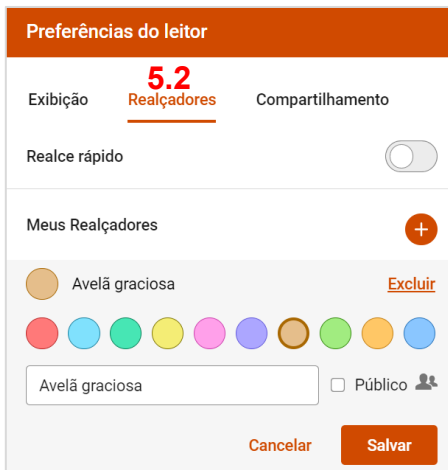 Preferências do leitor
5.2
Exibição Realçadores Compartilhamento
Realce rápido
Meus Realçadores +
Avelã graciosa Excluir
Avelã graciosa Público
Cancelar Salvar